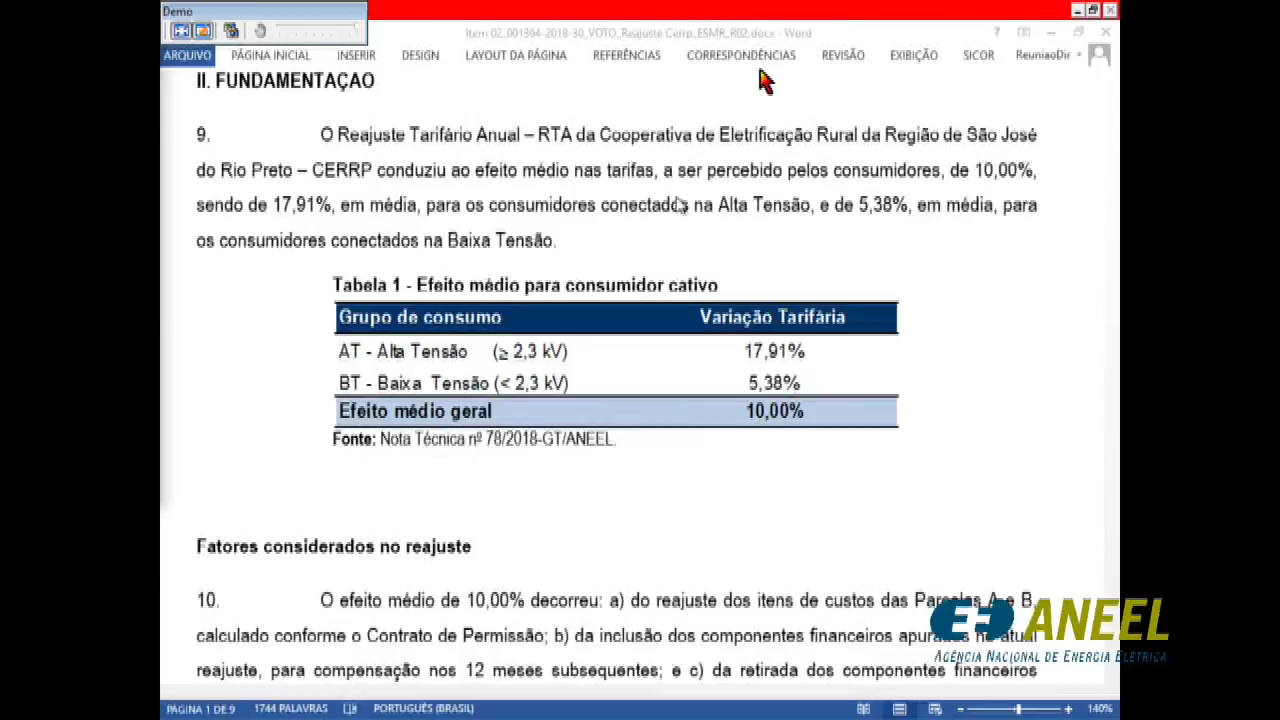 Demo
Item 02_001364-2018-30_VOTO_Reajuste Cerrp_ESMR_R02.docx - Word
ARQUIVO PÁGINA INICIAL INSERIR DESIGN LAYOUT DA PÁGINA REFERÊNCIAS CORRESPONDÊNCIAS REVISÃO EXIBIÇÃO SICOR ReuniaoDir
II. FUNDAMENTAÇÃO
9. O Reajuste Tarifário Anual – RTA da Cooperativa de Eletrificação Rural da Região de São José
do Rio Preto – CERRP conduziu ao efeito médio nas tarifas, a ser percebido pelos consumidores, de 10,00%,
sendo de 17,91%, em média, para os consumidores conectados na Alta Tensão, e de 5,38%, em média, para
os consumidores conectados na Baixa Tensão.
Tabela 1 - Efeito médio para consumidor cativo
Grupo de consumo Variação Tarifária
AT - Alta Tensão (≥ 2,3 kV) 17,91%
BT - Baixa Tensão (< 2,3 kV) 5,38%
Efeito médio geral 10,00%
Fonte: Nota Técnica nº 78/2018-GT/ANEEL.
Fatores considerados no reajuste
10. O efeito médio de 10,00% decorreu: a) do reajuste dos itens de custos das Parcelas A e B,
calculado conforme o Contrato de Permissão; b) da inclusão dos componentes financeiros apurados no atual
reajuste, para compensação nos 12 meses subsequentes; e c) da retirada dos componentes financeiros
ANEEL
AGÊNCIA NACIONAL DE ENERGIA ELÉTRICA
PÁGINA 1 DE 9 1744 PALAVRAS PORTUGUÊS (BRASIL) 140%